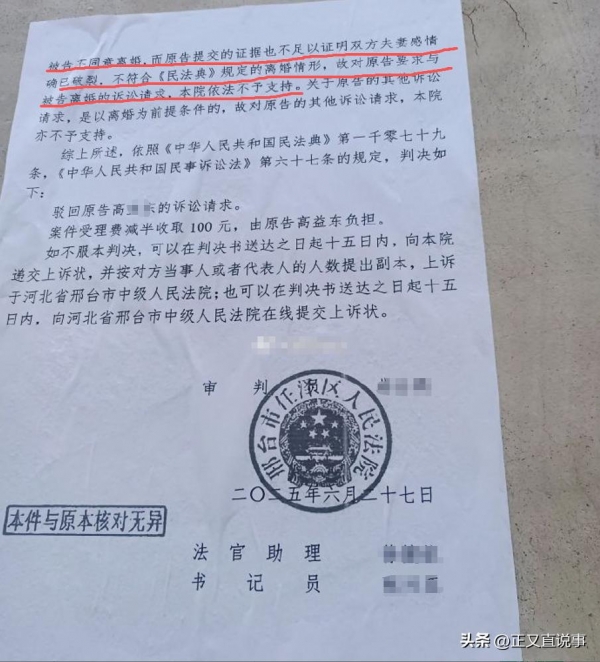 被告不同意离婚,而原告提交的证据也不足以证明双方夫妻感情
确已破裂,不符合《民法典》规定的离婚情形,故对原告要求与
被告离婚的诉讼请求,本院依法不予支持。关于原告的其他诉讼
请求,是以离婚为前提条件的,故对原告的其他诉讼请求,本院
亦不予支持。
综上所述,依照《中华人民共和国民法典》第一千零七十九
条,《中华人民共和国民事诉讼法》第六十七条的规定,判决如
下:
驳回原告高 东的诉讼请求。
案件受理费减半收取100元,由原告高益东负担。
如不服本判决,可以在判决书送达之日起十五日内,向本院
递交上诉状,并按对方当事人或者代表人的人数提出副本,上诉
于河北省邢台市中级人民法院;也可以在判决书送达之日起十五
日内,向河北省邢台市中级人民法院在线提交上诉状。
审 判 员
邢台市任泽区人民法院
二〇二五年六月二十七日
本件与原本核对无异
法 官 助 理
书 记 员
头条 @正又直说事